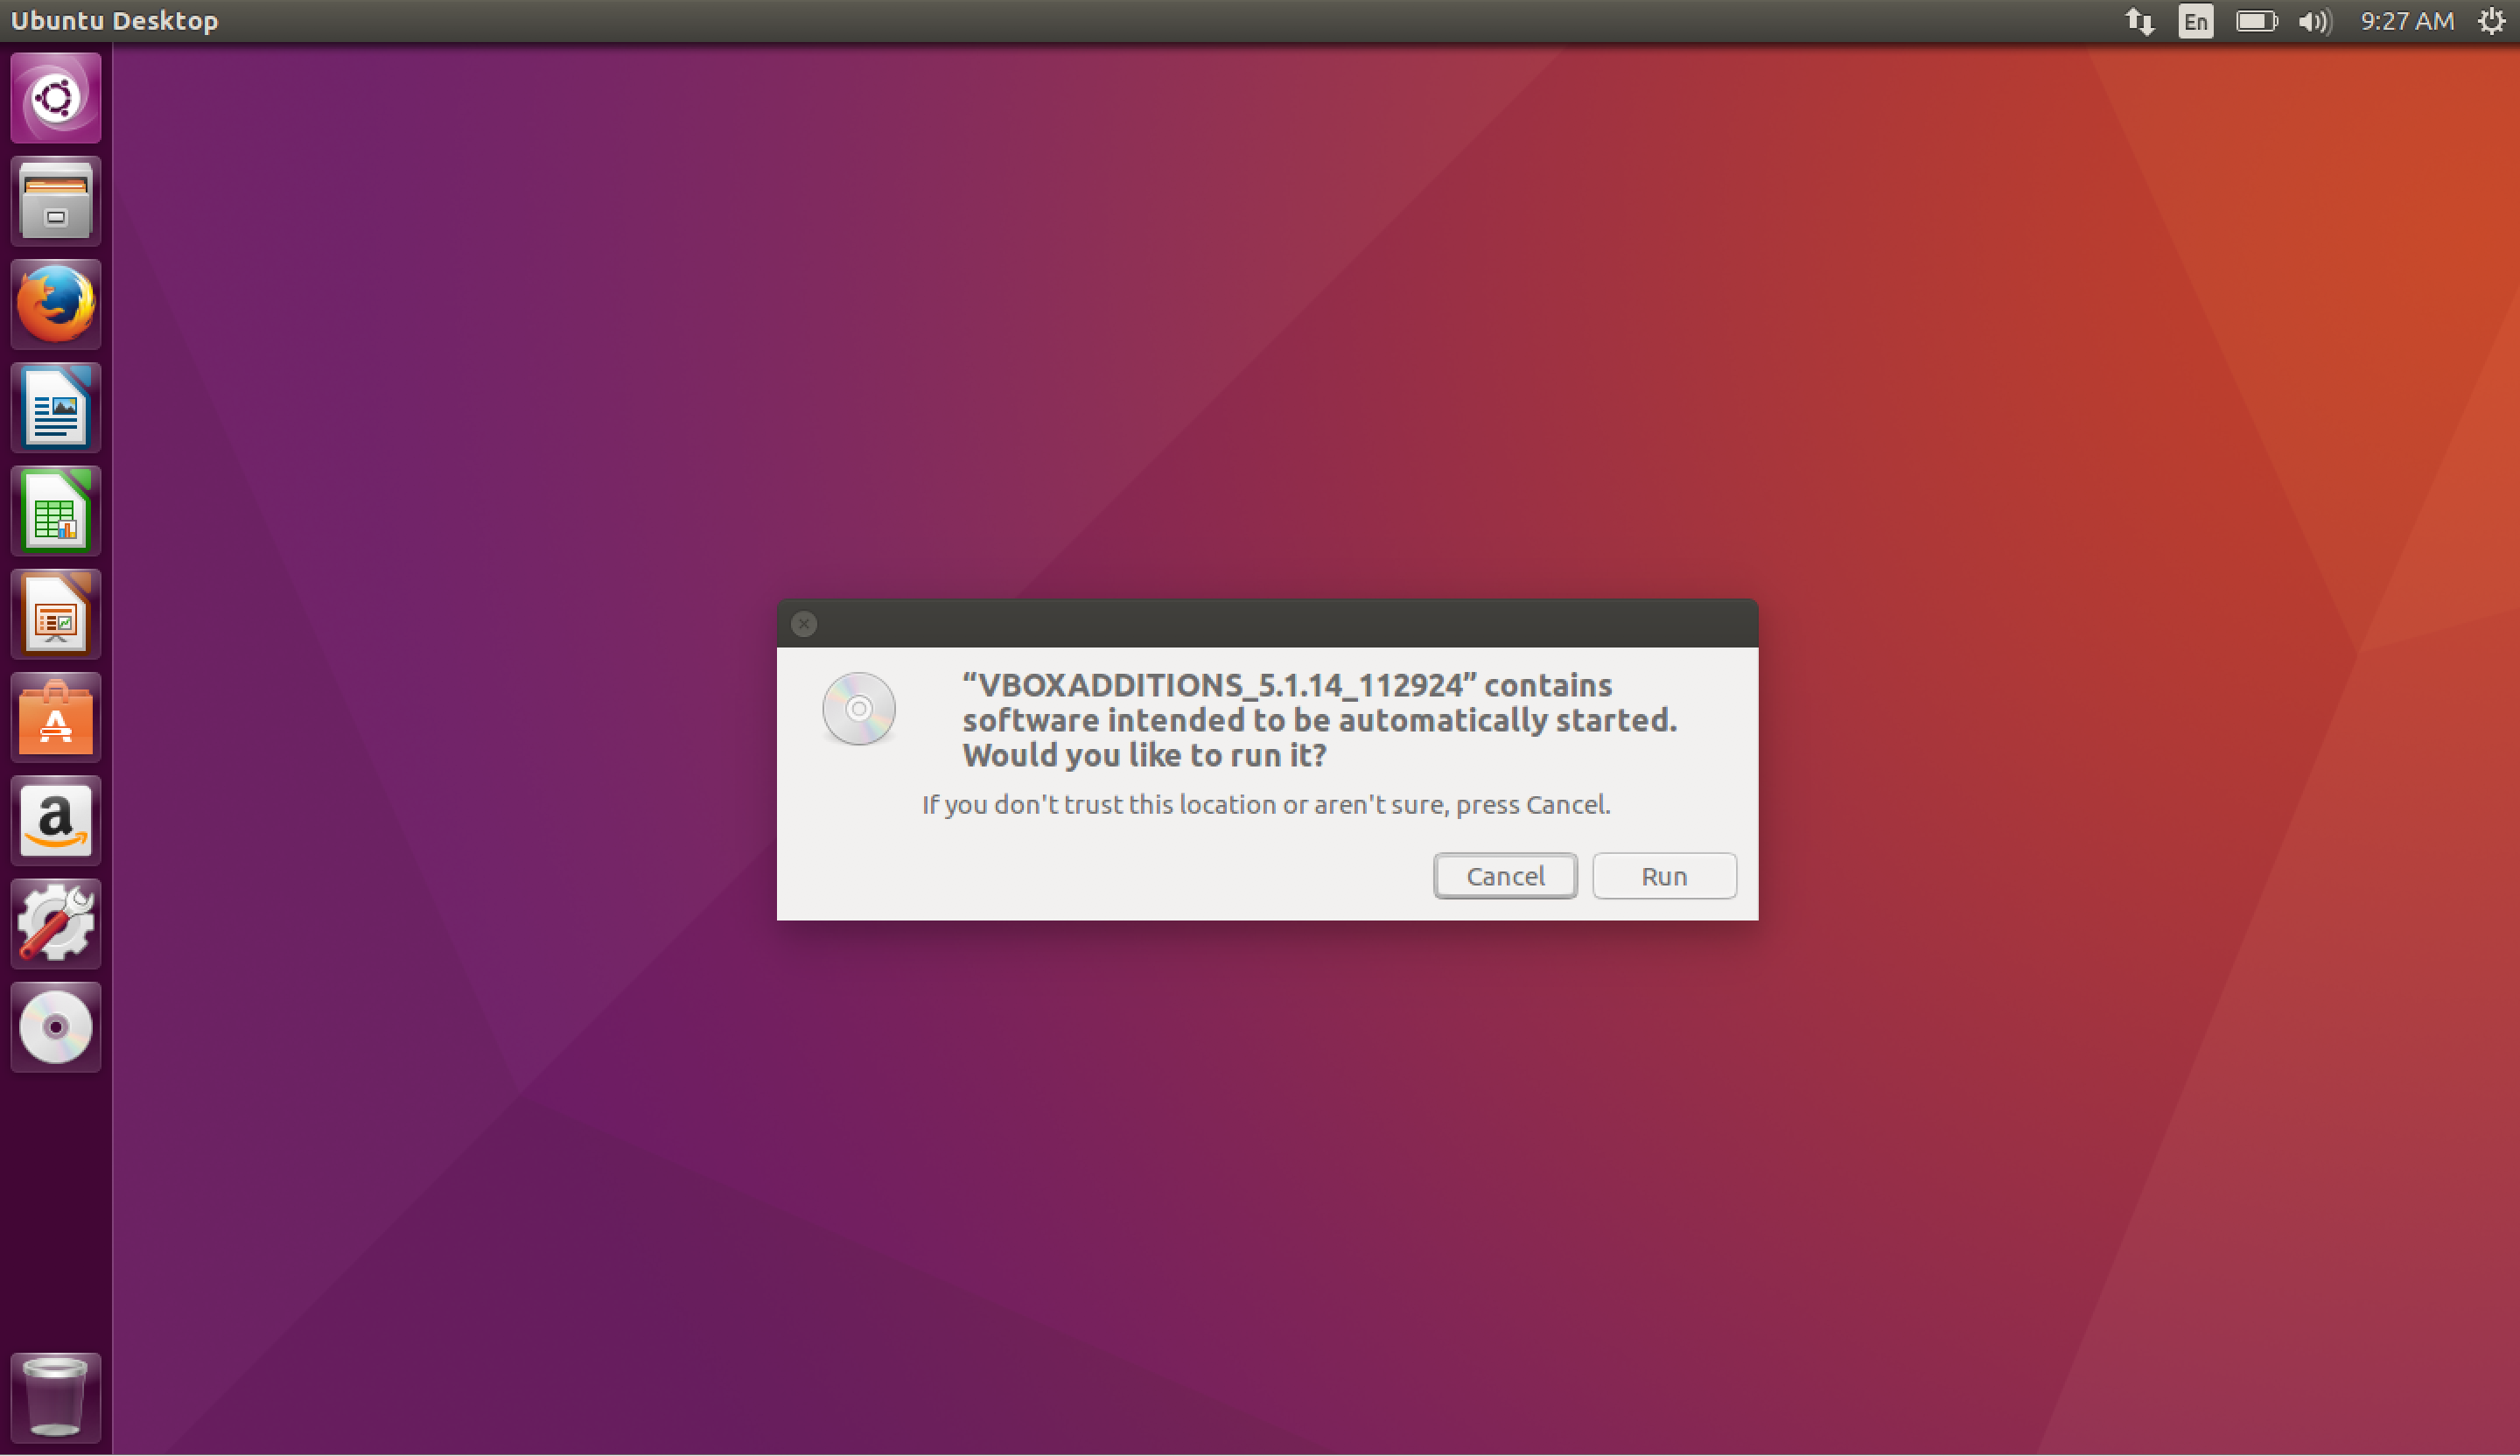 Ubuntu Desktop
En
9:27 AM
“VBOXADDITIONS_5.1.14_112924” contains
software intended to be automatically started.
Would you like to run it?
If you don't trust this location or aren't sure, press Cancel.
Cancel
Run
A
a